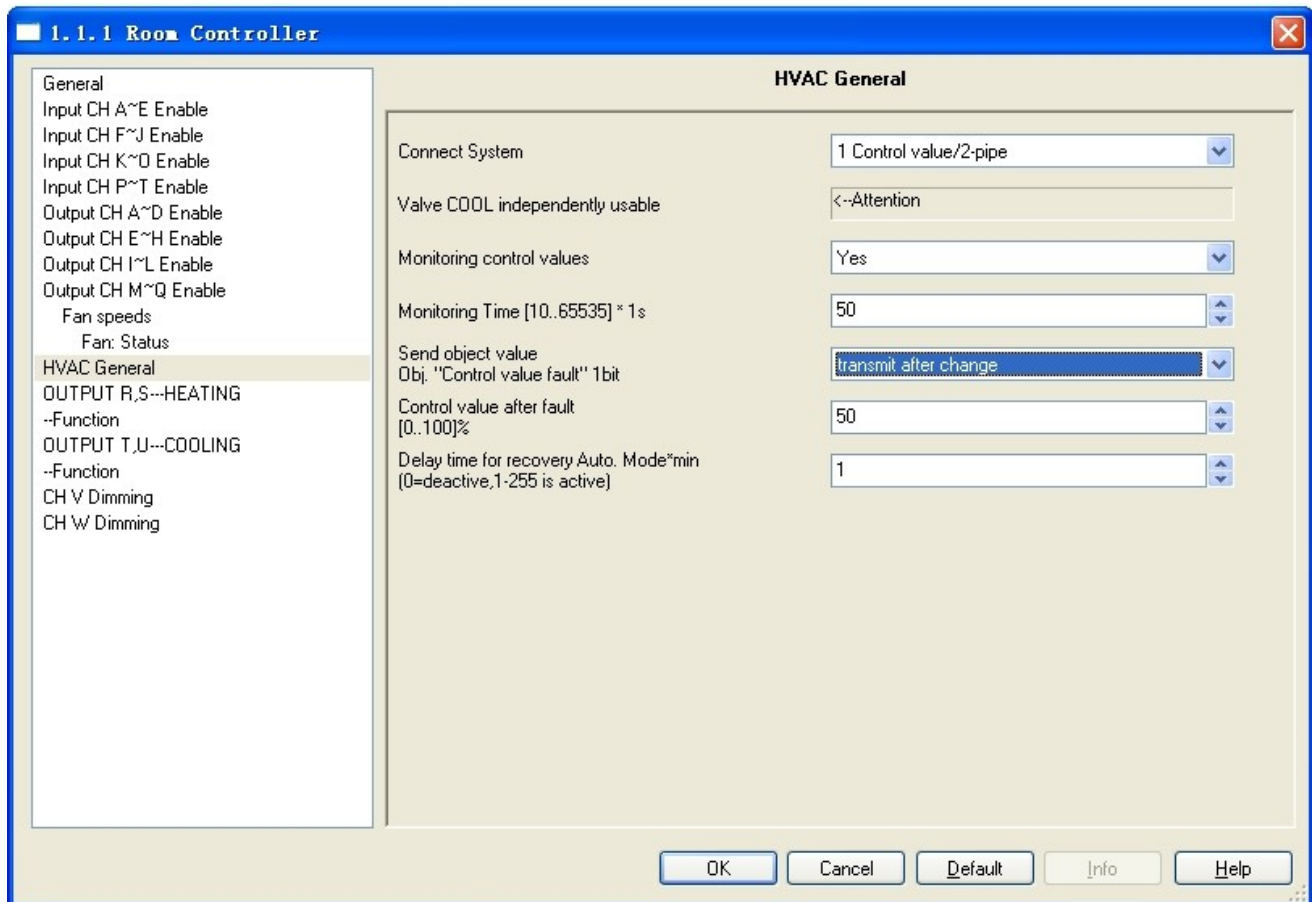 1.1.1 Room Controller
General
Input CH A~E Enable
Input CH F~J Enable
Input CH K~O Enable
Input CH P~T Enable
Output CH A~D Enable
Output CH E~H Enable
Output CH I~L Enable
Output CH M~Q Enable
Fan speeds
Fan: Status
HVAC General
OUTPUT R,S---HEATING
--Function
OUTPUT T,U---COOLING
--Function
CH V Dimming
CH W Dimming
HVAC General
Connect System 1 Control value/2-pipe
Valve COOL independently usable <--Attention
Monitoring control values Yes
Monitoring Time [10..65535] * 1s 50
Send object value
Obj. "Control value fault" 1bit transmit after change
Control value after fault
[0..100]% 50
Delay time for recovery Auto. Mode*min
(0=deactive,1-255 is active) 1
OK Cancel Default Info Help